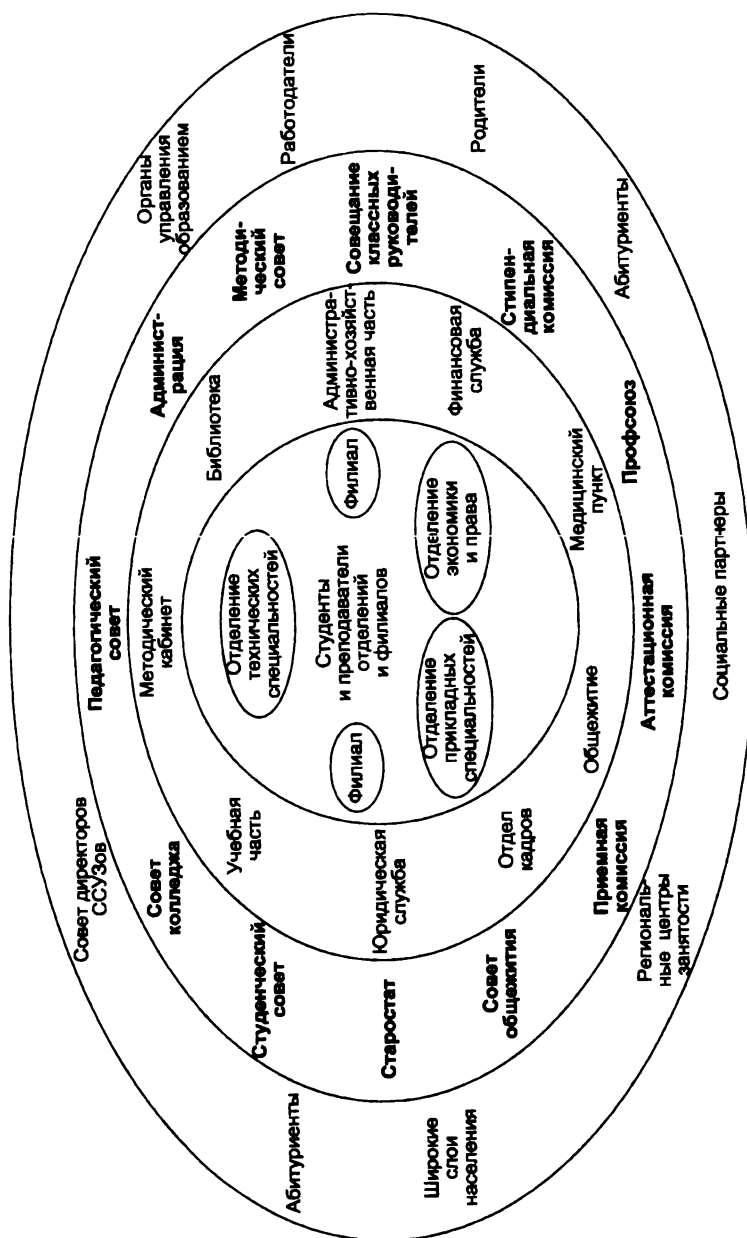 Совет директоров
ССУЗов
Органы
управления
образованием
Абитуриенты
Работодатели
Широкие
слои
населения
Родители
Региональ-
ные центры
занятости
Социальные партнеры
Абитуриенты
Педагогический
совет
Совет
колледжа
Админист-
рация
Студенческий
совет
Методи-
ческий
совет
Старостат
Совещание
классных
руководи-
телей
Совет
общежития
Стипен-
диальная
комиссия
Приемная
комиссия
Аттестационная
комиссия
Профсоюз
Методический
кабинет
Учебная
часть
Библиотека
Юридическая
служба
Администра-
тивно-хозяйст-
венная часть
Отдел
кадров
Финансовая
служба
Общежитие
Медицинский
пункт
Отделение
технических
специальностей
Филиал
Студенты
и преподаватели
отделений
и филиалов
Филиал
Отделение
прикладных
специальностей
Отделение
экономики
и права